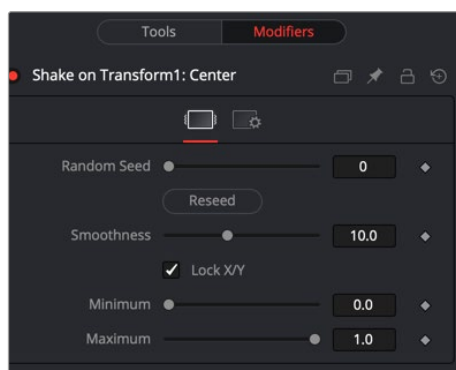 Tools Modifiers
Shake on Transform1: Center
Random Seed 0
Reseed
Smoothness 10.0
Lock X/Y
Minimum 0.0
Maximum 1.0